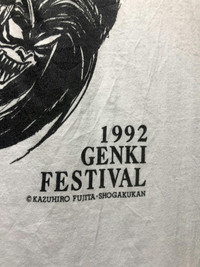 1992
GENKI
FESTIVAL
©KAZUHIRO FUJITA·SHOGAKUKAN